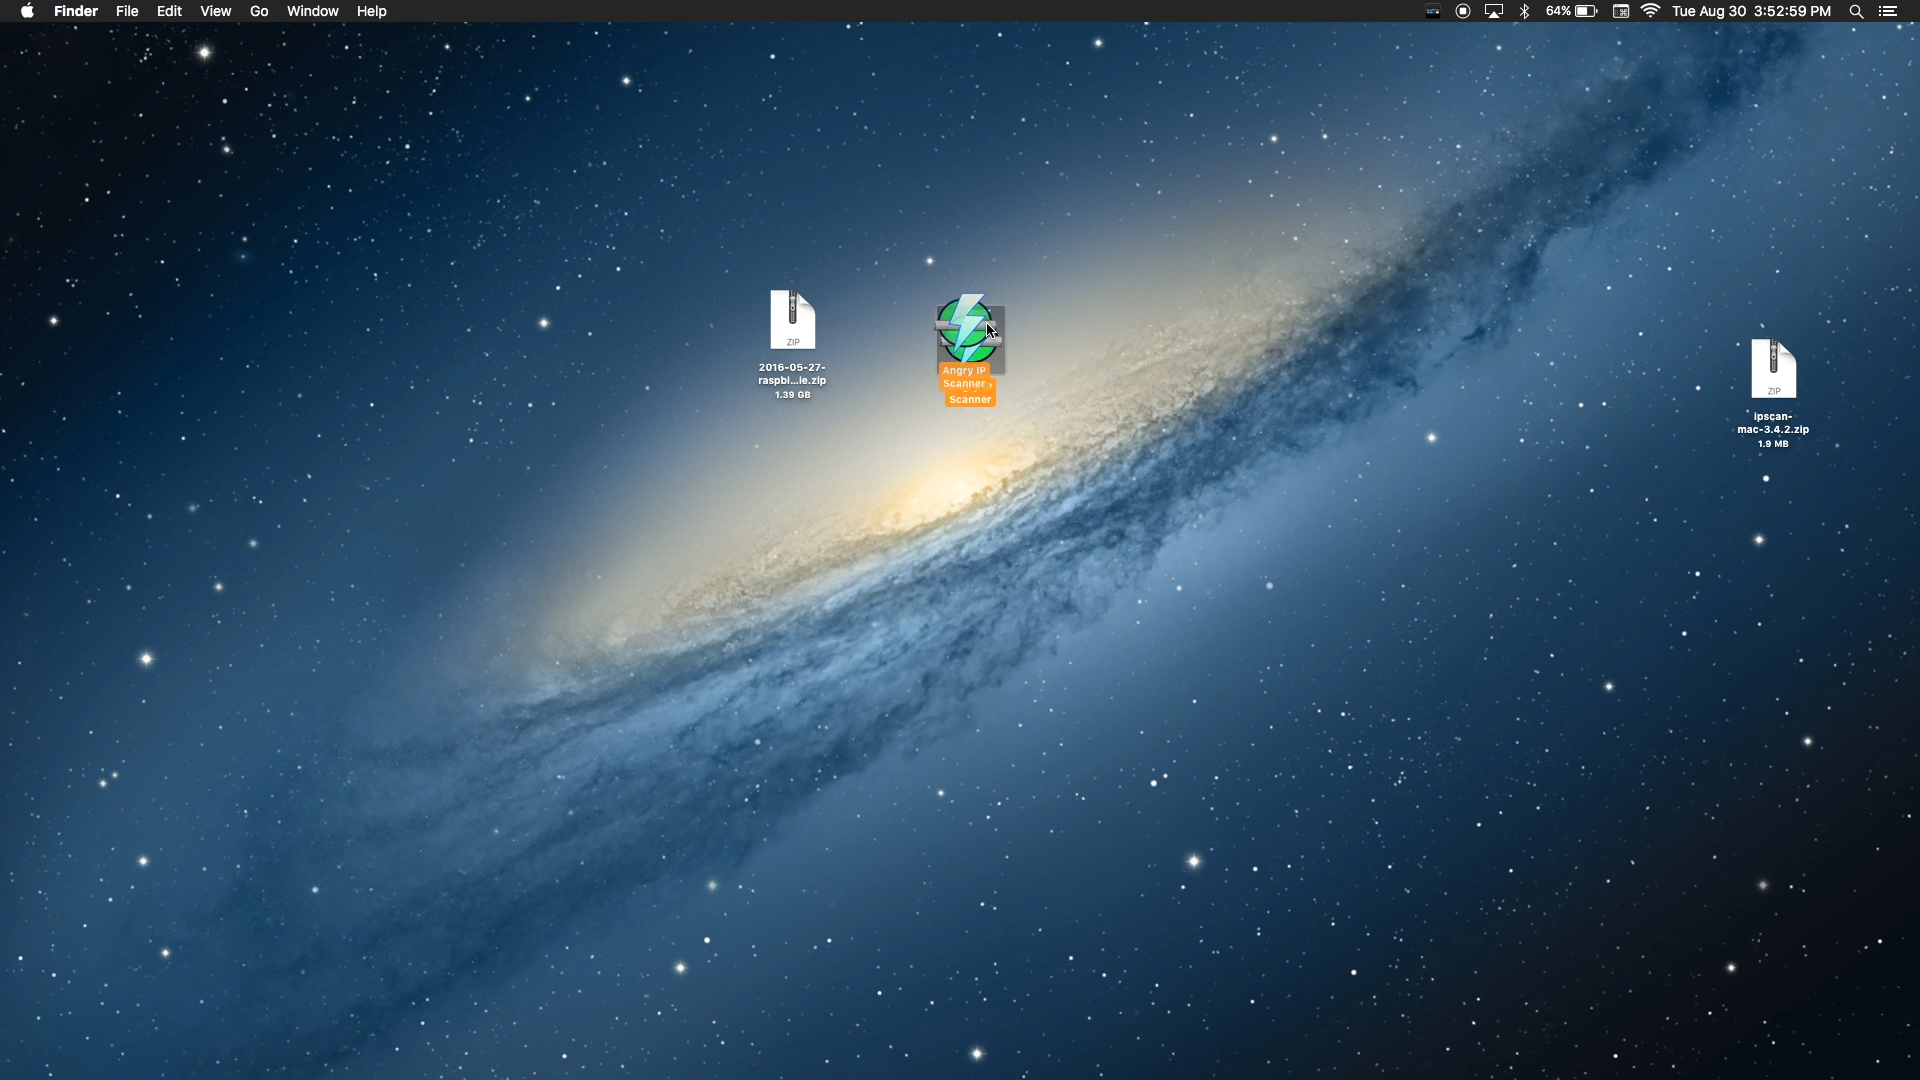 Finder File Edit View Go Window Help 64% Tue Aug 30 3:52:59 PM
ZIP
2016-05-27-
raspbi...ie.zip
1.39 GB
Angry IP
Scanner
Scanner
ZIP
ipscan-
mac-3.4.2.zip
1.9 MB